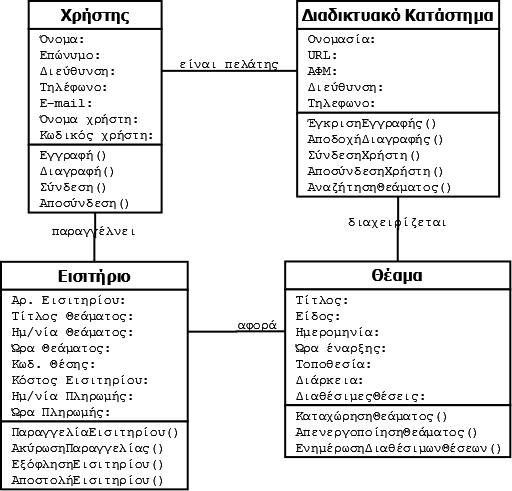 Χρήστης
Όνομα:
Επώνυμο:
Διεύθυνση:
Τηλέφωνο:
E-mail:
Όνομα χρήστη:
Κωδικός χρήστη:
Εγγραφή()
Διαγραφή()
Σύνδεση()
Αποσύνδεση()
είναι πελάτης
Διαδικτυακό Κατάστημα
Ονομασία:
URL:
ΑΦΜ:
Διεύθυνση:
Τηλεφωνο:
ΈγκρισηΕγγραφής()
ΑποδοχήΔιαγραφής()
ΣύνδεσηΧρήστη()
ΑποσύνδεσηΧρήστη()
ΑναζήτησηΘεάματος()
παραγγέλνει
διαχειρίζεται
Εισιτήριο
Αρ. Εισιτηρίου:
Τίτλος Θεάματος:
Ημ/νία Θεάματος:
Ώρα Θεάματος:
Κωδ. Θέσης:
Κόστος Εισιτηρίου:
Ημ/νία Πληρωμής:
Ώρα Πληρωμής:
ΠαραγγελίαΕισιτηρίου()
ΑκύρωσηΠαραγγελίας()
ΕξόφλησηΕισιτηρίου()
ΑποστολήΕισιτηρίου()
αφορά
Θέαμα
Τίτλος:
Είδος:
Ημερομηνία:
Ώρα έναρξης:
Τοποθεσία:
Διάρκεια:
ΔιαθέσιμεςΘέσεις:
ΚαταχώρησηΘεάματος()
ΑπενεργοποίησηΘεάματος()
ΕνημέρωσηΔιαθέσιμωνΘέσεων()